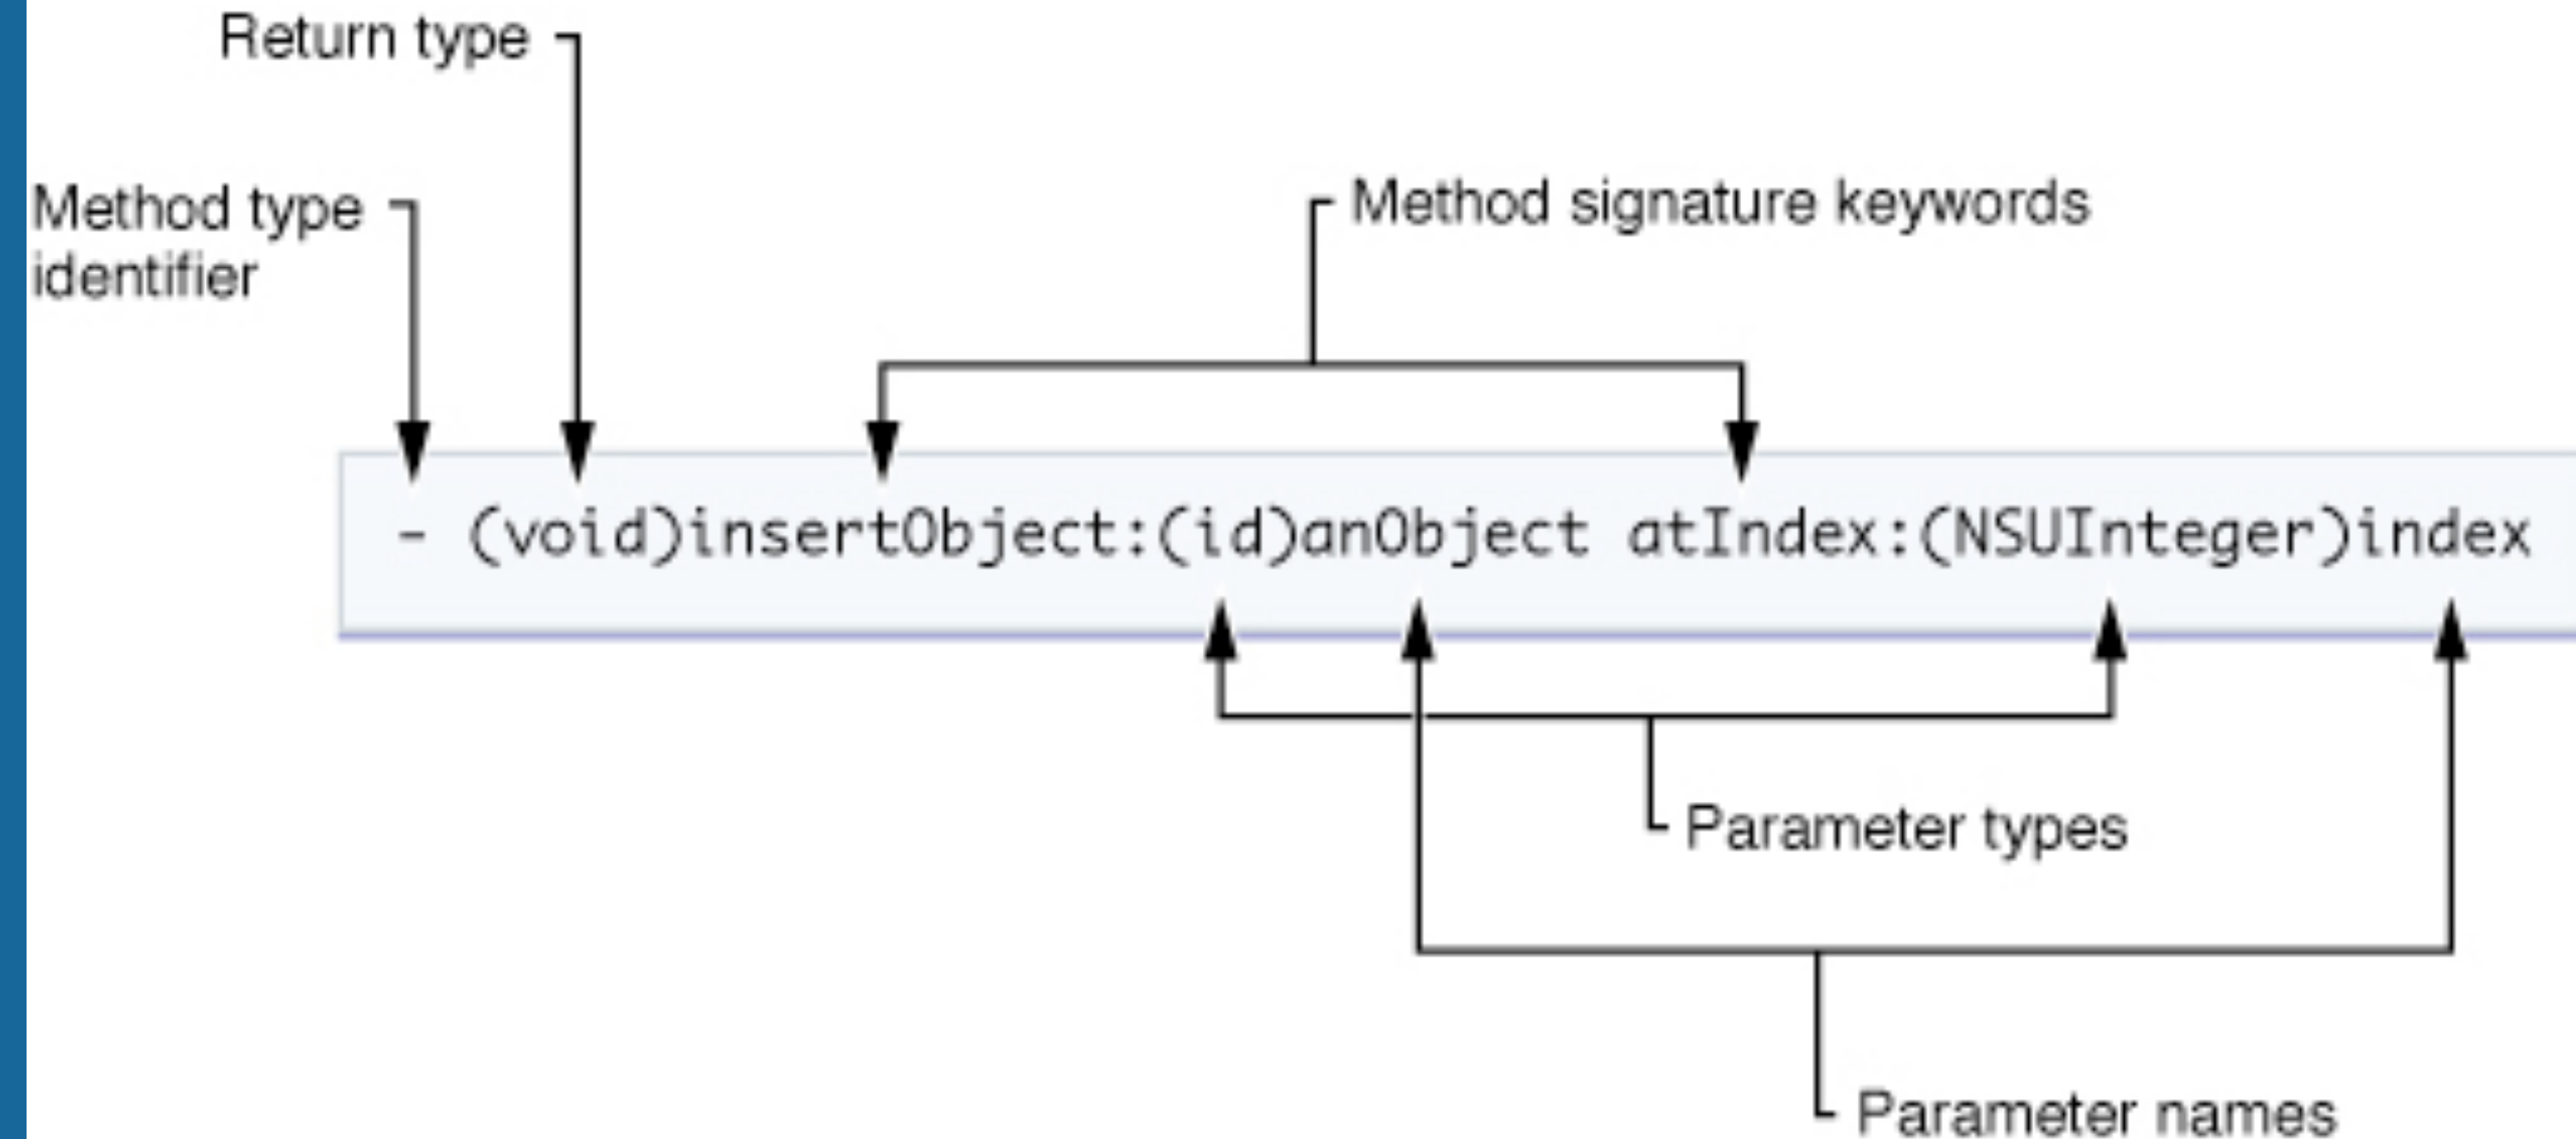 Return type
Method type
identifier
Method signature keywords
- (void)insertObject:(id)anObject atIndex:(NSUInteger)index
Parameter types
Parameter names